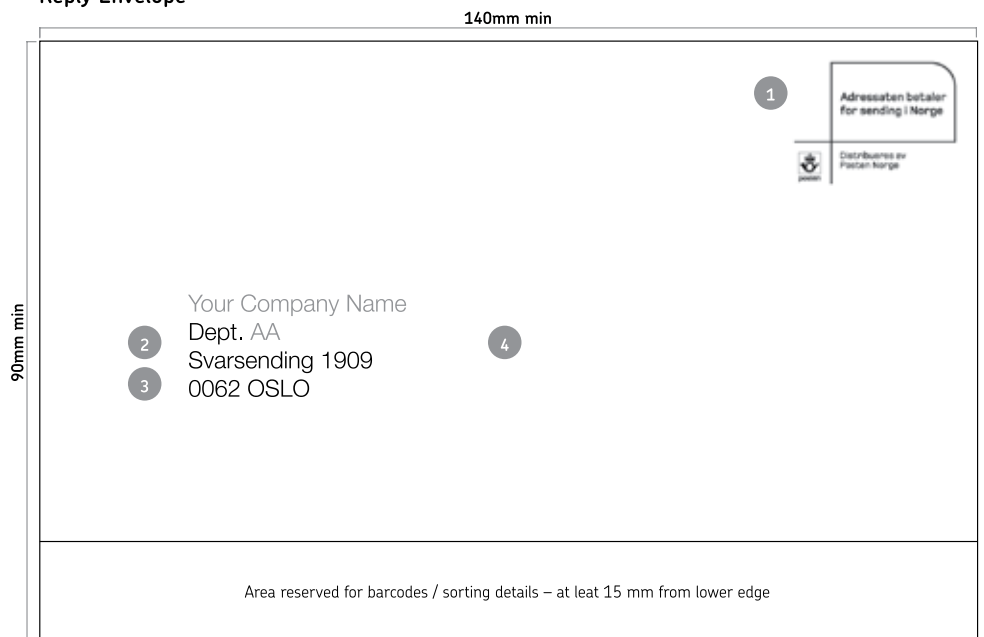 Reply Envelope
140mm min
1
Adressaten betaler
for sending i Norge
Distribueres av
Posten Norge
posten
90mm min
Your Company Name
Dept. AA
2
4
Svarsending 1909
3
0062 OSLO
Area reserved for barcodes / sorting details – at leat 15 mm from lower edge